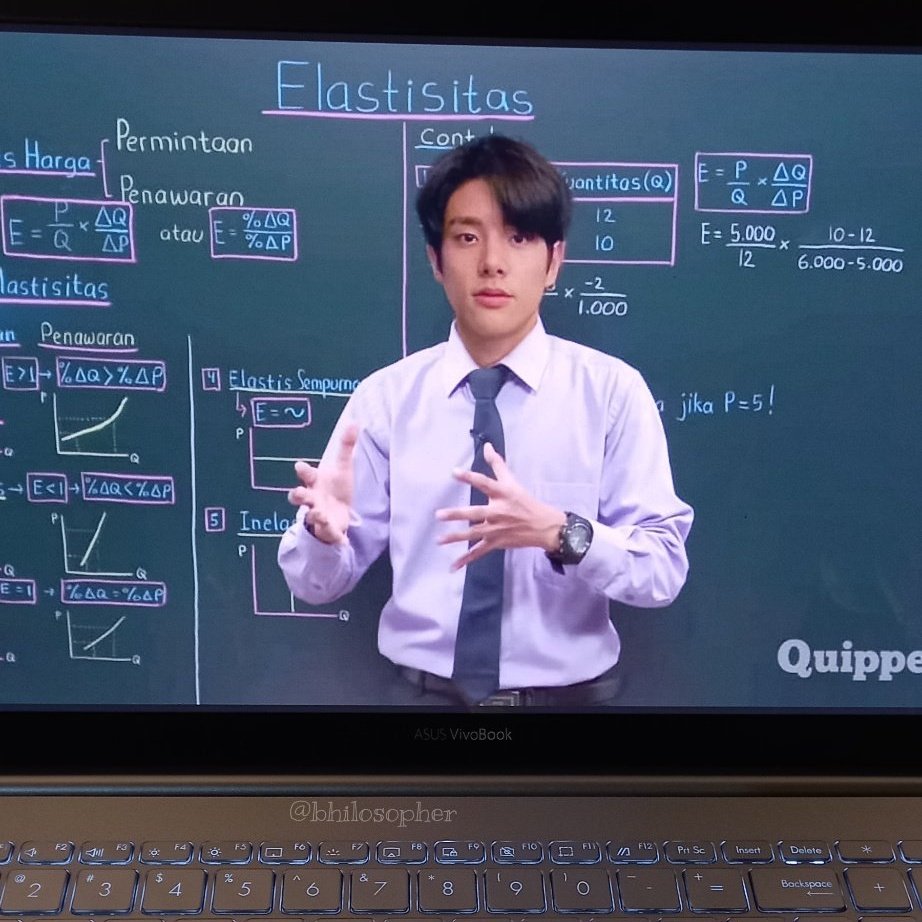 Elastisitas
s Harga
Permintaan
Penawaran
E = P/Q × ΔQ/ΔP
atau
E = %ΔQ/%ΔP
lastisitas
Penawaran
E>1 → %ΔQ > %ΔP
P
Q
E<1 → %ΔQ < %ΔP
P
Q
Q
E=1 → %ΔQ = %ΔP
P
Q
Q
4 Elastis Sempurna
E = ~
P
5 Inela
P
Q
Cont
uantitas (Q)
12
10
× -2/1.000
E = P/Q × ΔQ/ΔP
E = 5.000/12 × 10-12/6.000-5.000
jika P=5!
Quippe
ASUS VivoBook
@bhilosopher
F2 F3 F4 F5 F6 F7 F8 F9 F10 F11 F12 Prt Sc Insert Delete *
@ 2 # 3 $ 4 % 5 ^ 6 & 7 * 8 ( 9 ) 0 - + = Backspace +